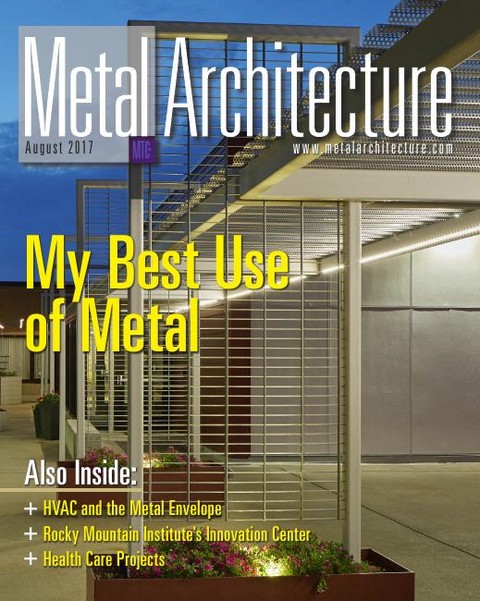 Metal Architecture
August 2017
MTG
www.metalarchitecture.com
My Best Use
of Metal
Also Inside:
+ HVAC and the Metal Envelope
+ Rocky Mountain Institute's Innovation Center
+ Health Care Projects